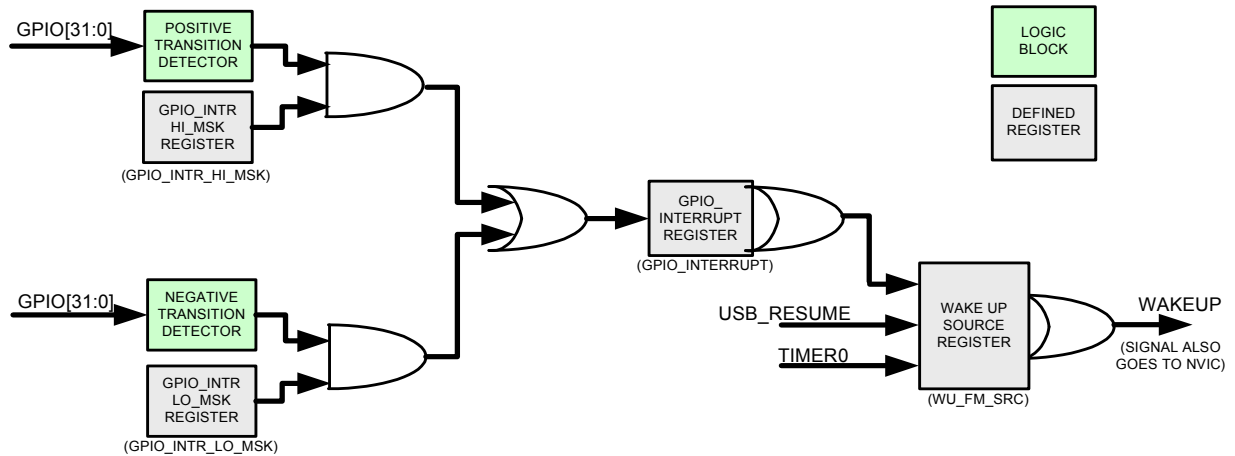 GPIO[31:0]
POSITIVE
TRANSITION
DETECTOR
GPIO_INTR
HI_MSK
REGISTER
(GPIO_INTR_HI_MSK)
LOGIC
BLOCK
DEFINED
REGISTER
GPIO_
INTERRUPT
REGISTER
(GPIO_INTERRUPT)
GPIO[31:0]
NEGATIVE
TRANSITION
DETECTOR
GPIO_INTR
LO_MSK
REGISTER
(GPIO_INTR_LO_MSK)
USB_RESUME
TIMER0
WAKE UP
SOURCE
REGISTER
(WU_FM_SRC)
WAKEUP
(SIGNAL ALSO
GOES TO NVIC)